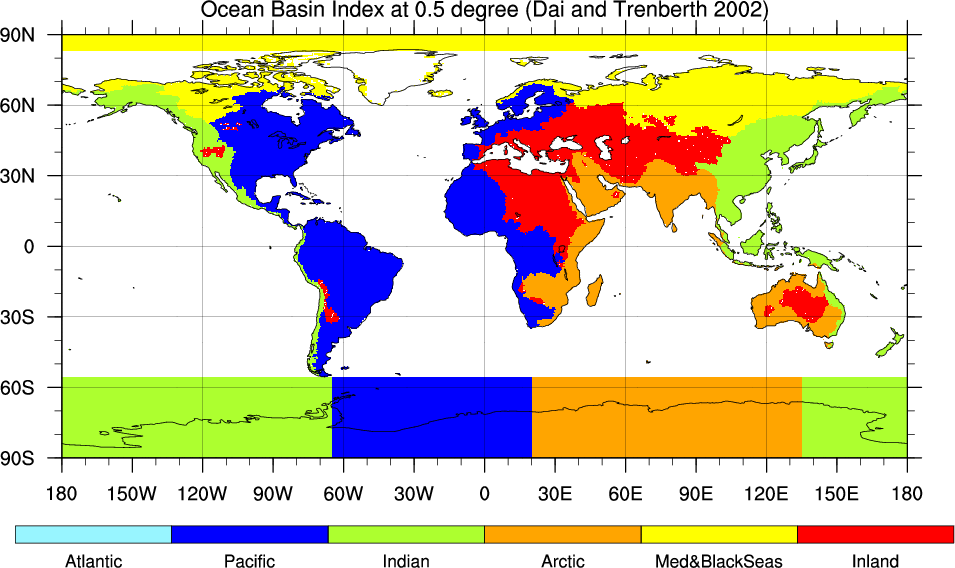 Ocean Basin Index at 0.5 degree (Dai and Trenberth 2002)
90N
60N
30N
0
30S
60S
90S
180 150W 120W 90W 60W 30W 0 30E 60E 90E 120E 150E 180
Atlantic Pacific Indian Arctic Med&BlackSeas Inland